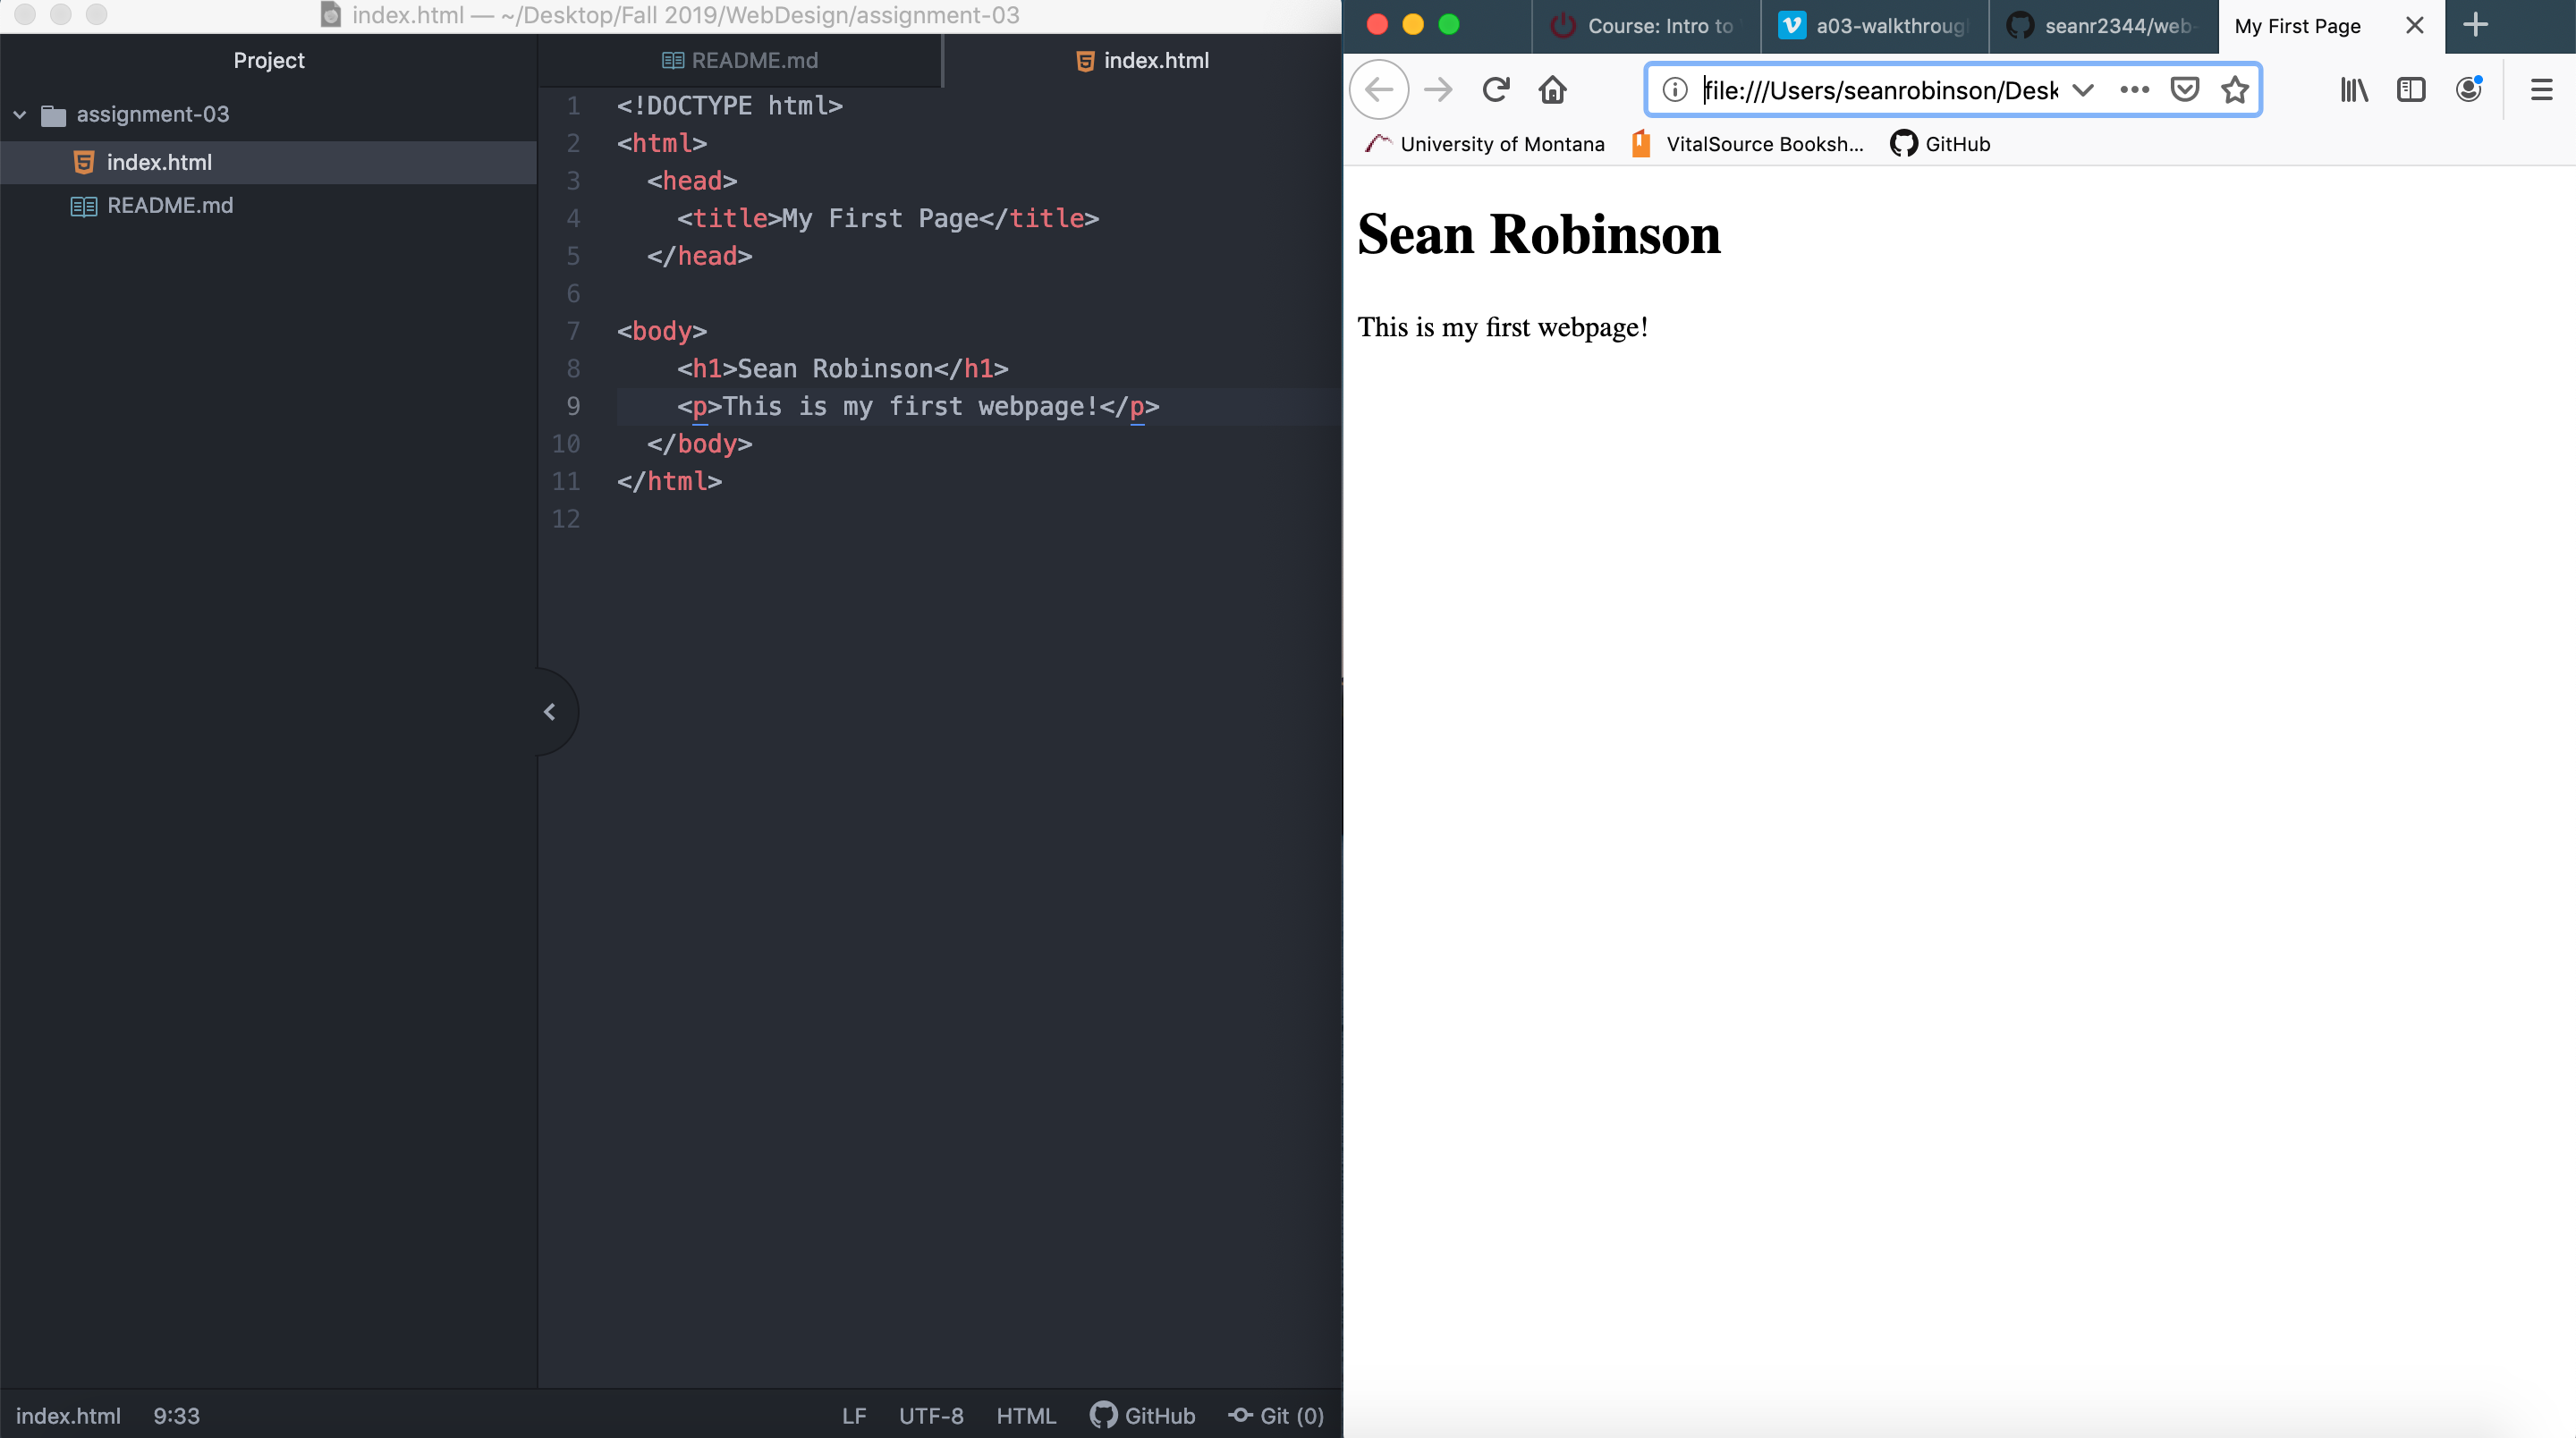 index.html — ~/Desktop/Fall 2019/WebDesign/assignment-03
Project
assignment-03
index.html
README.md
README.md
index.html
1 <!DOCTYPE html>
2 <html>
3 <head>
4 <title>My First Page</title>
5 </head>
6
7 <body>
8 <h1>Sean Robinson</h1>
9 <p>This is my first webpage!</p>
10 </body>
11 </html>
12
index.html 9:33 LF UTF-8 HTML GitHub Git (0)
Course: Intro to a03-walkthroug seanr2344/web- My First Page
file:///Users/seanrobinson/Desk
University of Montana VitalSource Booksh... GitHub
Sean Robinson
This is my first webpage!